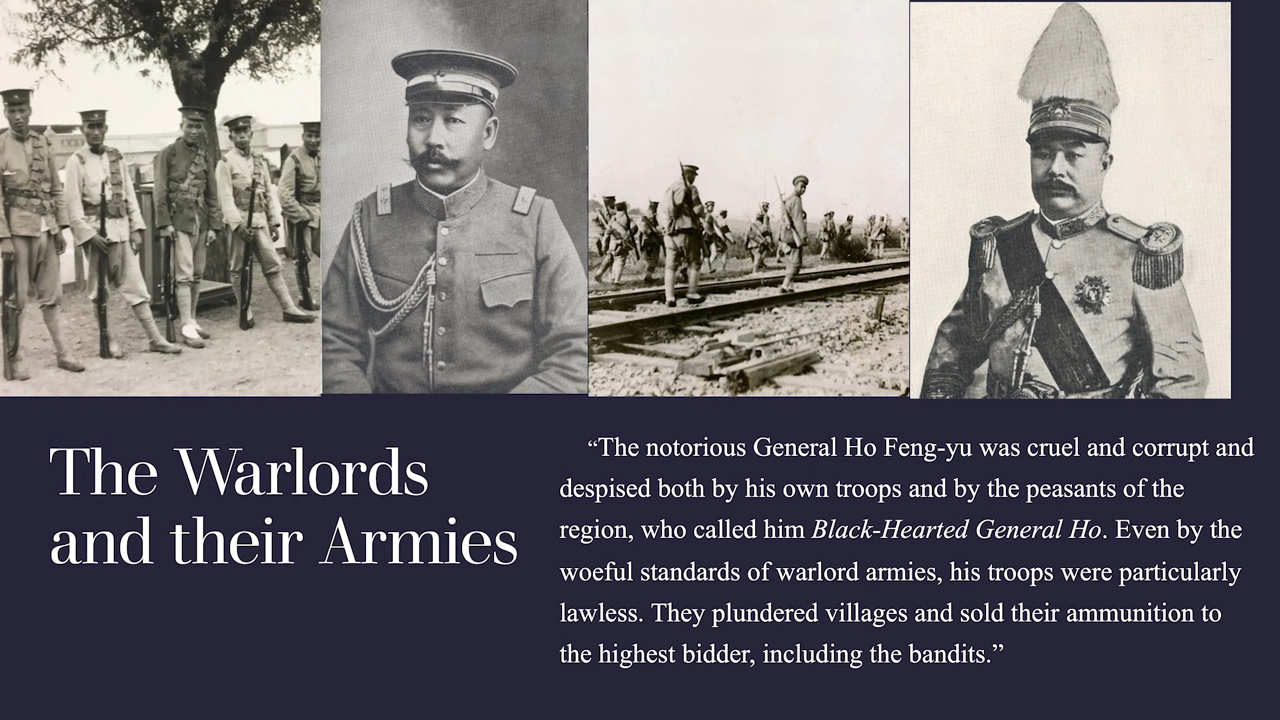 The Warlords
and their Armies
“The notorious General Ho Feng-yu was cruel and corrupt and
despised both by his own troops and by the peasants of the
region, who called him Black-Hearted General Ho. Even by the
woeful standards of warlord armies, his troops were particularly
lawless. They plundered villages and sold their ammunition to
the highest bidder, including the bandits.”